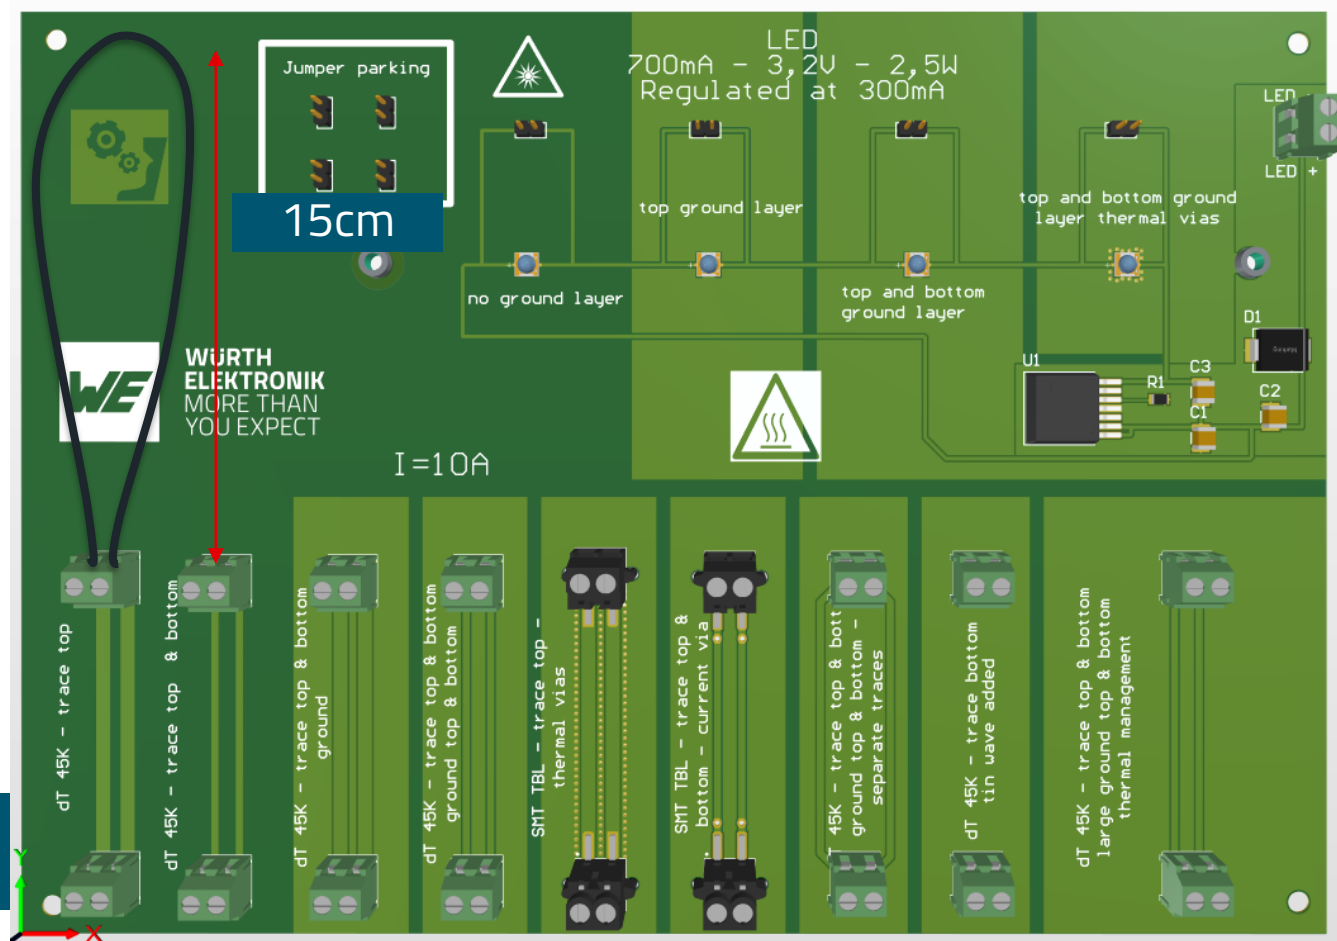 LED
700mA - 3,2V - 2,5W
Regulated at 300mA
Jumper parking
LED -
LED +
15cm
top ground layer
top and bottom ground
layer thermal vias
no ground layer
top and bottom
ground layer
D1
U1
R1
C3
C2
C1
WE
WÜRTH
ELEKTRONIK
MORE THAN
YOU EXPECT
I=10A
dT 45K - trace top
dT 45K - trace top & bottom
dT 45K - trace top & bottom
ground
dT 45K - trace top & bottom
ground top & bottom
SMT TBL - trace top -
thermal vias
SMT TBL - trace top &
bottom - current via
T 45K - trace top & bott
ground top & bottom -
separate traces
dT 45K - trace bottom
tin wave added
dT 45K - trace top & bottom
large ground top & bottom
thermal management
Y
X